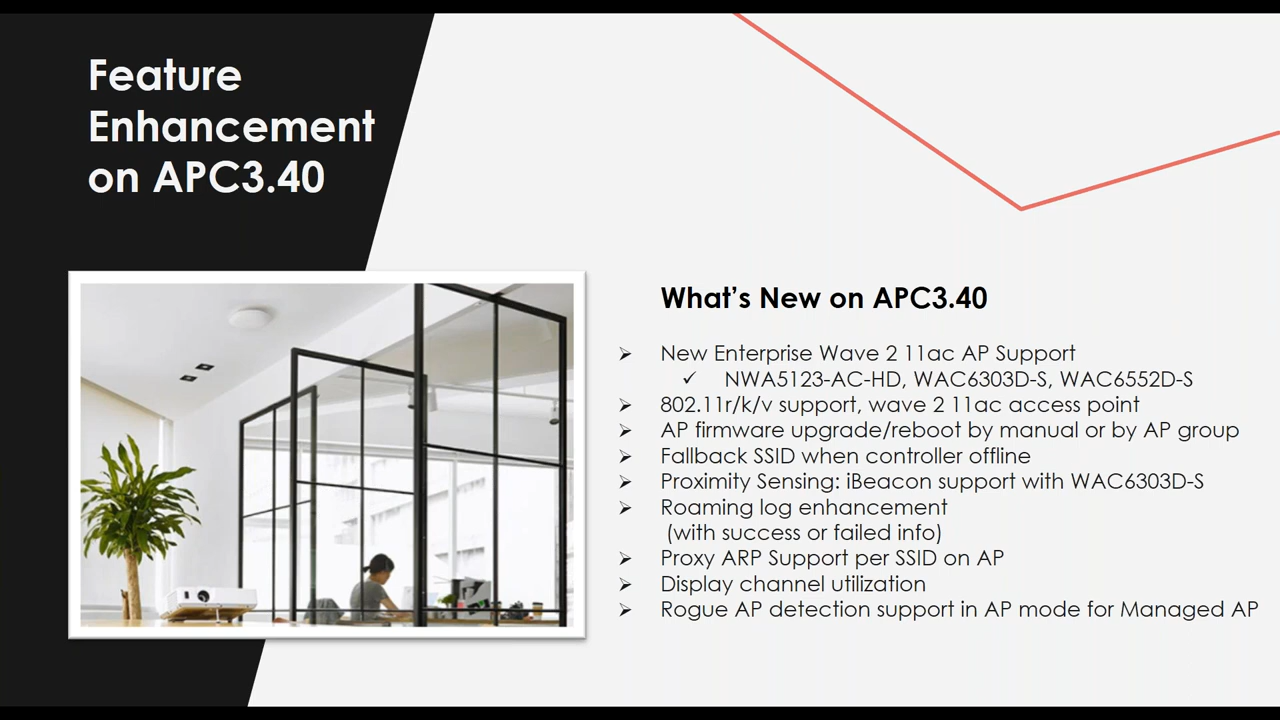 Feature
Enhancement
on APC3.40
What's New on APC3.40
➢ New Enterprise Wave 2 11ac AP Support
✓ NWA5123-AC-HD, WAC6303D-S, WAC6552D-S
➢ 802.11r/k/v support, wave 2 11ac access point
➢ AP firmware upgrade/reboot by manual or by AP group
➢ Fallback SSID when controller offline
➢ Proximity Sensing: iBeacon support with WAC6303D-S
➢ Roaming log enhancement
(with success or failed info)
➢ Proxy ARP Support per SSID on AP
➢ Display channel utilization
➢ Rogue AP detection support in AP mode for Managed AP